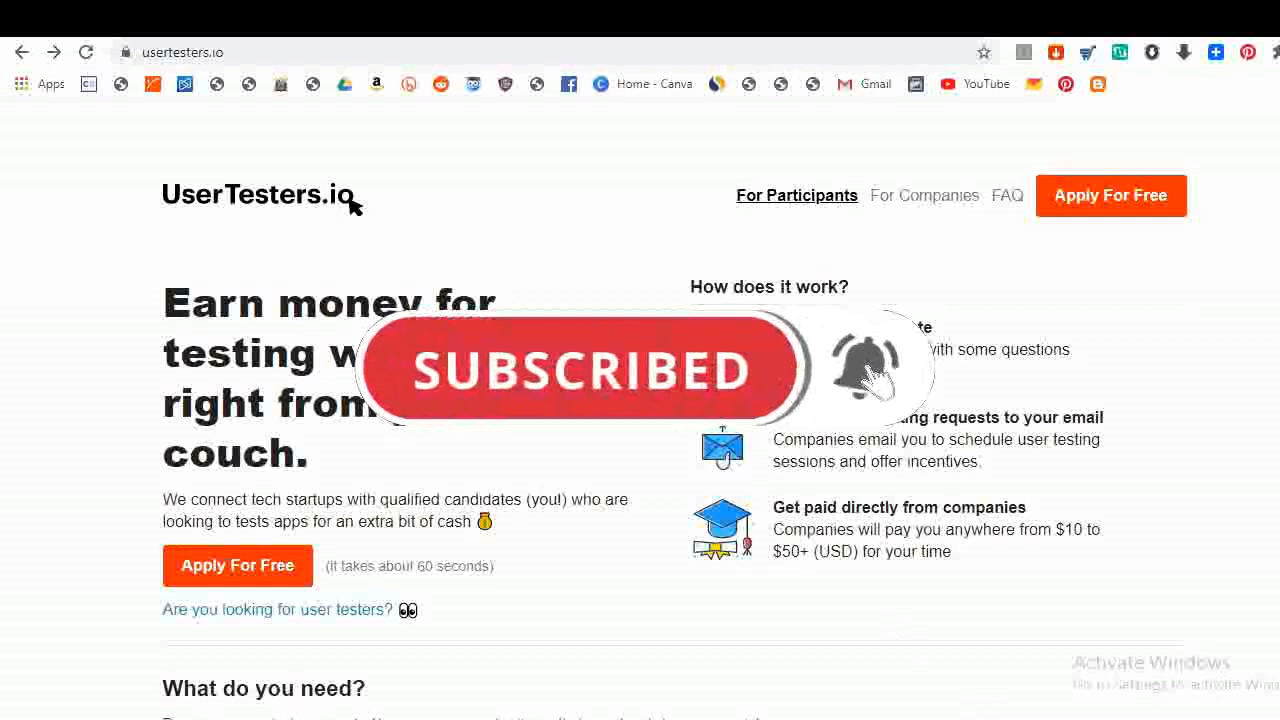 usertesters.io
Apps
Home - Canva
Gmail
YouTube
UserTesters.io
For Participants
For Companies
FAQ
Apply For Free
Earn money for
testing
right from
couch.
We connect tech startups with qualified candidates (you!) who are
looking to tests apps for an extra bit of cash
Apply For Free
(it takes about 60 seconds)
Are you looking for user testers?
How does it work?
with some questions
requests to your email
Companies email you to schedule user testing
sessions and offer incentives.
Get paid directly from companies
Companies will pay you anywhere from $10 to
$50+ (USD) for your time
SUBSCRIBED
What do you need?
Activate Windows